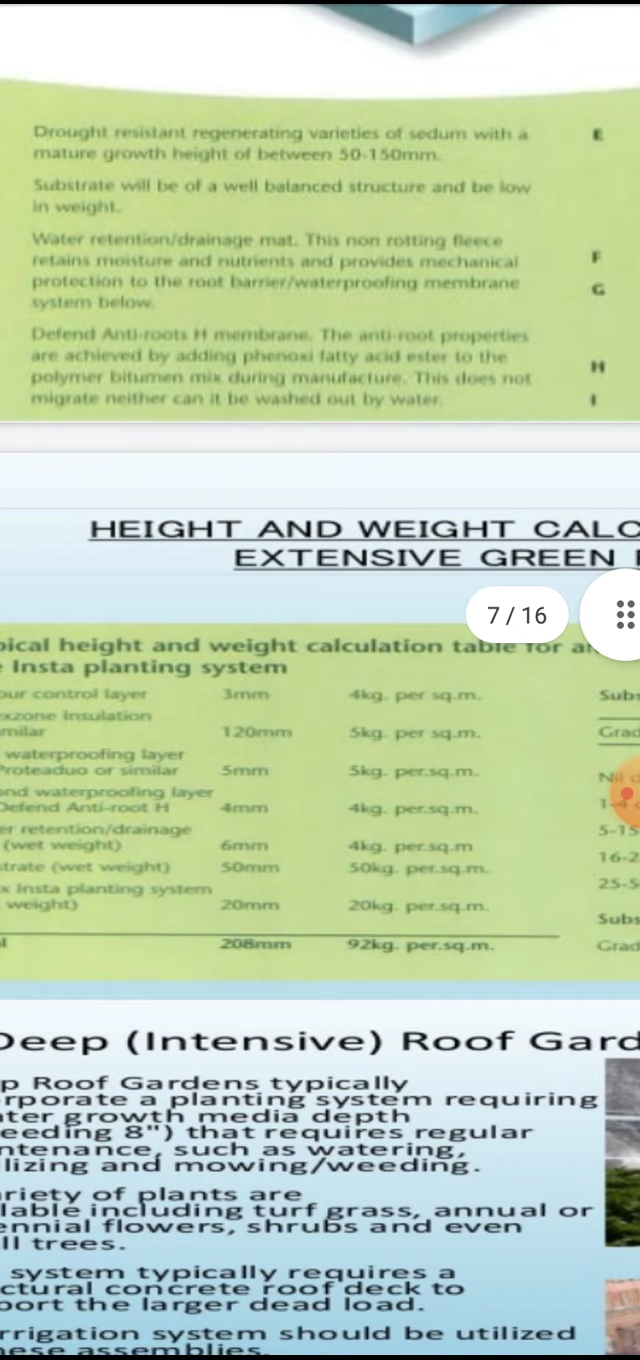 Drought resistant regenerating varieties of sedum with a
mature growth height of between 50-150mm.
E
Substrate will be of a well balanced structure and be low
in weight.
Water retention/drainage mat. This non rotting fleece
retains moisture and nutrients and provides mechanical
protection to the root barrier/waterproofing membrane
system below.
F
G
Defend Anti-roots H membrane. The anti-root properties
are achieved by adding phenoxi fatty acid ester to the
polymer bitumen mix during manufacture. This does not
migrate neither can it be washed out by water.
H
I
HEIGHT AND WEIGHT CALC
EXTENSIVE GREEN
7 / 16
pical height and weight calculation table for an
Insta planting system
our control layer 3mm 4kg. per sq.m.
xzone Insulation
milar 120mm 5kg. per sq.m.
waterproofing layer
Proteaduo or similar 5mm 5kg. per.sq.m.
ond waterproofing layer
Defend Anti-root H 4mm 4kg. per.sq.m.
er retention/drainage
(wet weight) 6mm 4kg. per.sq.m
strate (wet weight) 50mm 50kg. per.sq.m.
x Insta planting system
weight) 20mm 20kg. per.sq.m.
l 208mm 92kg. per.sq.m.
Subs
Grad
Nil d
1-4
5-15
16-2
25-5
Subs
Grad
Deep (Intensive) Roof Gard
p Roof Gardens typically
rporate a planting system requiring
ater growth media depth
eeding 8") that requires regular
ntenance, such as watering,
lizing and mowing/weeding.
riety of plants are
lable including turf grass, annual or
ennial flowers, shrubs and even
ll trees.
system typically requires a
ctural concrete roof deck to
port the larger dead load.
rrigation system should be utilized
hese assemblies.